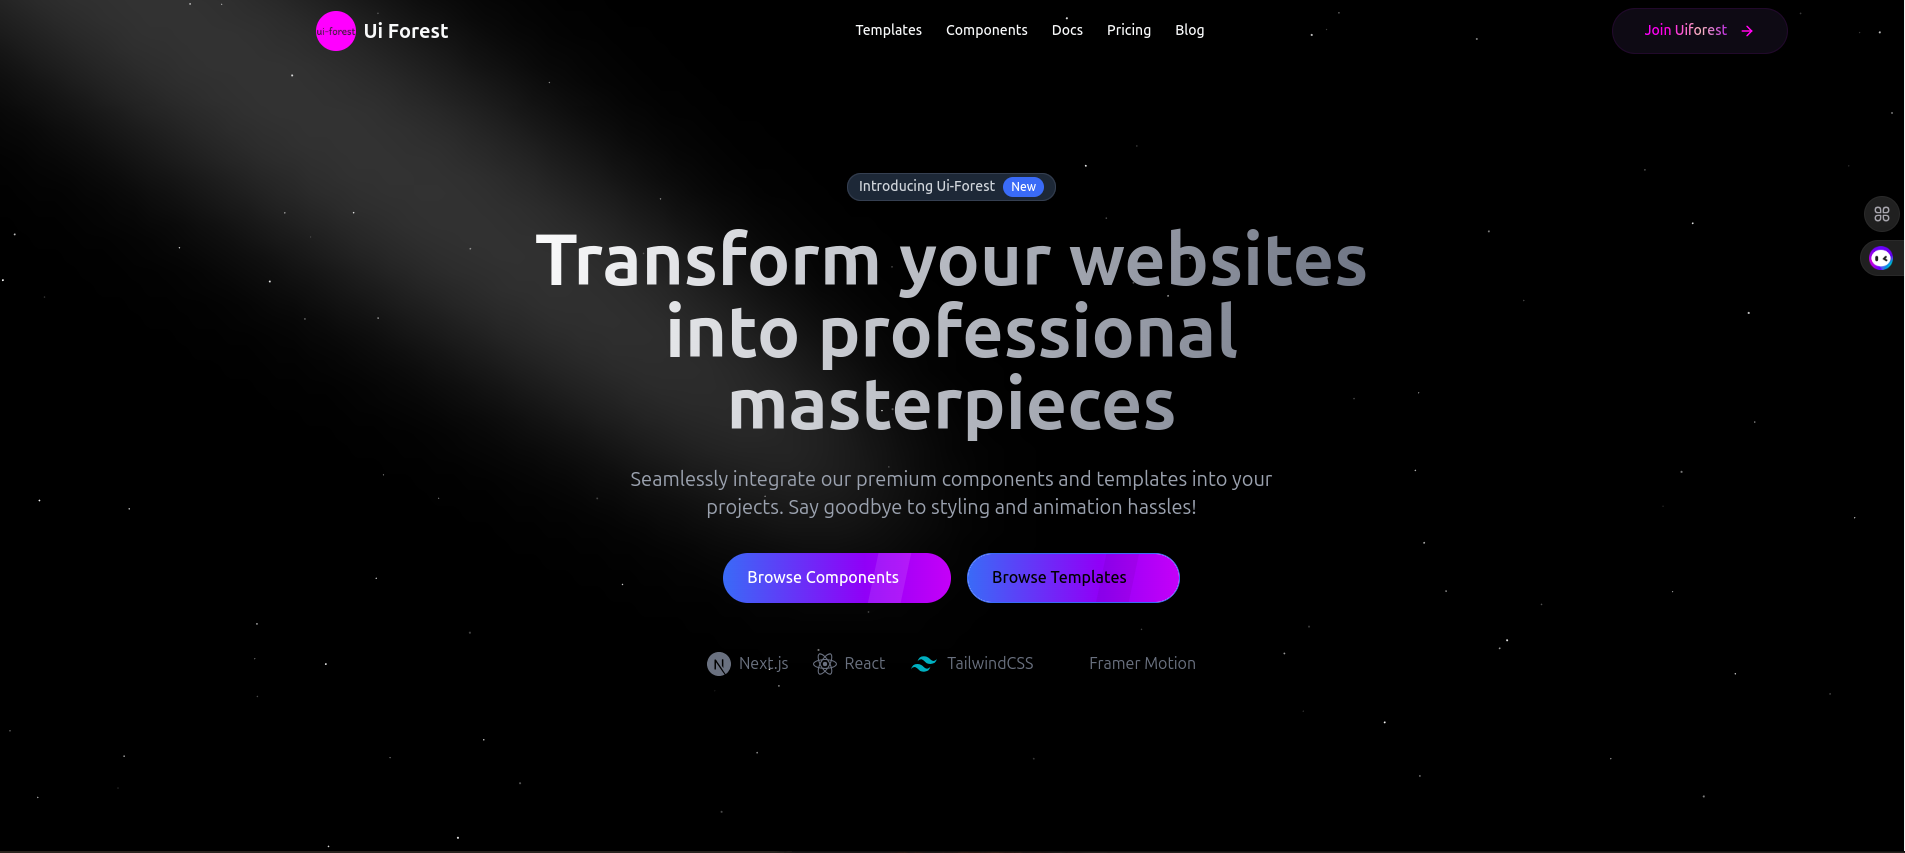 ui-forest
Ui Forest
Templates
Components
Docs
Pricing
Blog
Join Uiforest
Introducing Ui-Forest New
Transform your websites
into professional
masterpieces
Seamlessly integrate our premium components and templates into your
projects. Say goodbye to styling and animation hassles!
Browse Components
Browse Templates
Next.js
React
TailwindCSS
Framer Motion